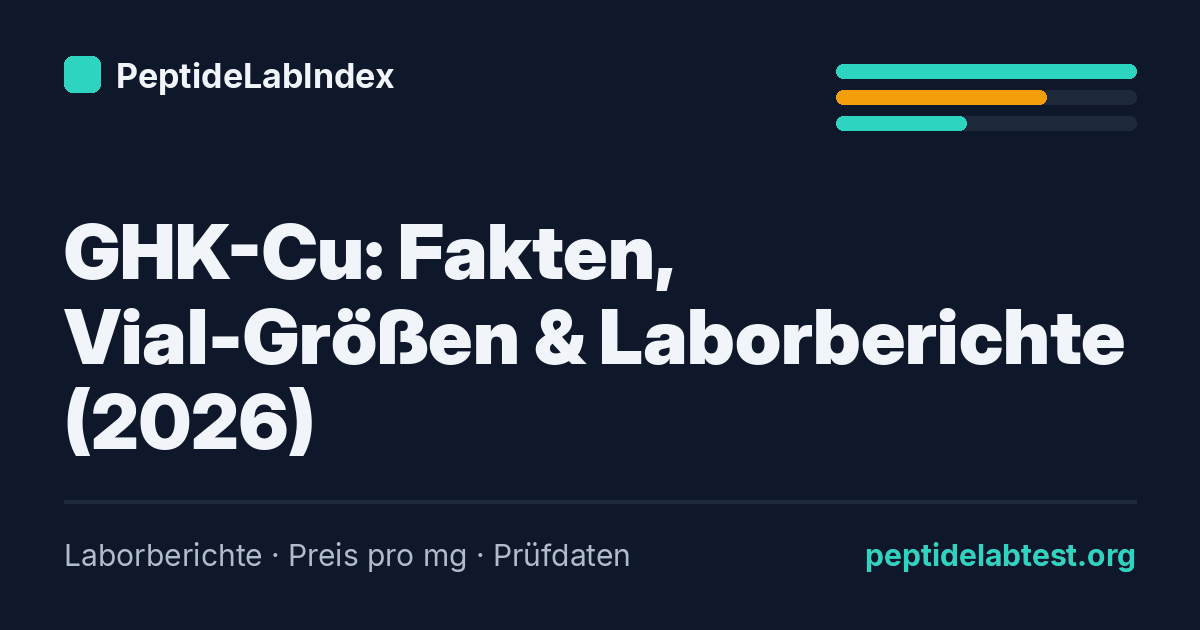 PeptideLabIndex
GHK-Cu: Fakten,
Vial-Größen & Laborberichte
(2026)
Laborberichte · Preis pro mg · Prüfdaten
peptidelabtest.org